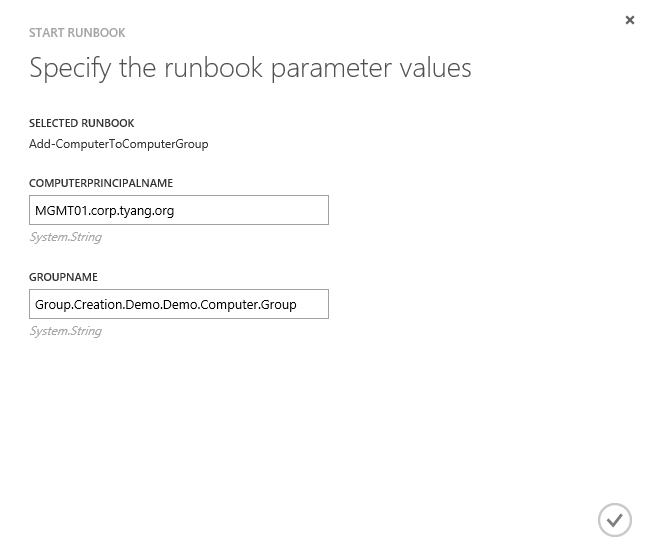 START RUNBOOK
Specify the runbook parameter values
SELECTED RUNBOOK
Add-ComputerToComputerGroup
COMPUTERPRINCIPALNAME
MGMT01.corp.tyang.org
System.String
GROUPNAME
Group.Creation.Demo.Demo.Computer.Group
System.String